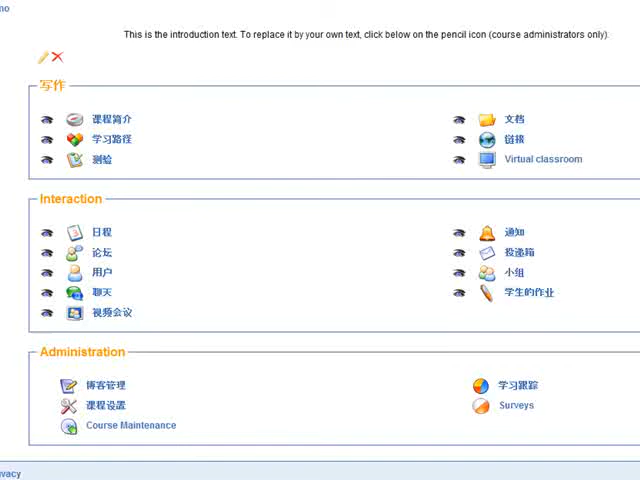 This is the introduction text. To replace it by your own text, click below on the pencil icon (course administrators only).
写作
课程简介
文档
学习路径
链接
测验
Virtual classroom
Interaction
日程
通知
论坛
投递箱
用户
小组
聊天
学生的作业
视频会议
Administration
博客管理
学习跟踪
课程设置
Surveys
Course Maintenance